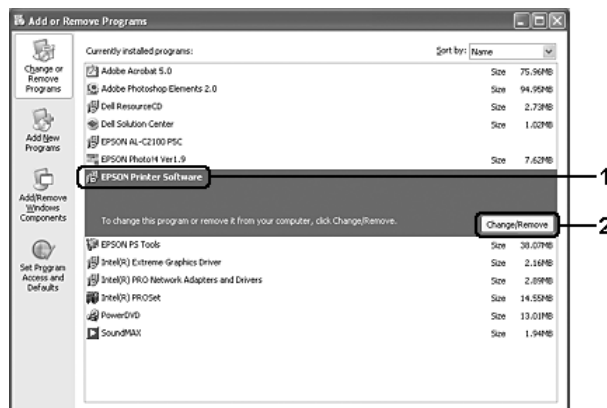 Add or Remove Programs
Change or
Remove
Programs
Add New
Programs
Add/Remove
Windows
Components
Set Program
Access and
Defaults
Currently installed programs:
Sort by: Name
Adobe Acrobat 5.0 Size 75.96MB
Adobe Photoshop Elements 2.0 Size 94.95MB
Dell ResourceCD Size 2.73MB
Dell Solution Center Size 1.02MB
EPSON AL-C2100 PSC
EPSON Photo!4 Ver1.9 Size 7.62MB
EPSON Printer Software 1
To change this program or remove it from your computer, click Change/Remove. Change/Remove 2
EPSON PS Tools Size 38.07MB
Intel(R) Extreme Graphics Driver Size 2.16MB
Intel(R) PRO Network Adapters and Drivers Size 2.89MB
Intel(R) PROSet Size 14.55MB
PowerDVD Size 13.01MB
SoundMAX Size 1.94MB